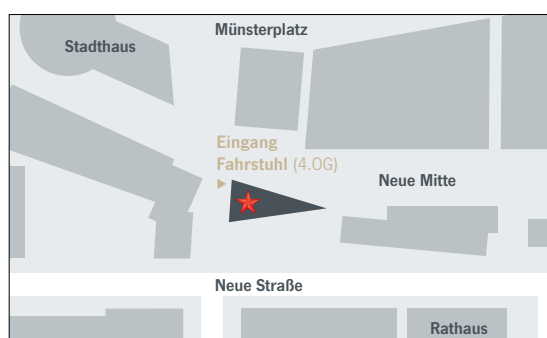 Münsterplatz
Stadthaus
Eingang
Fahrstuhl (4.OG)
Neue Mitte
Neue Straße
Rathaus